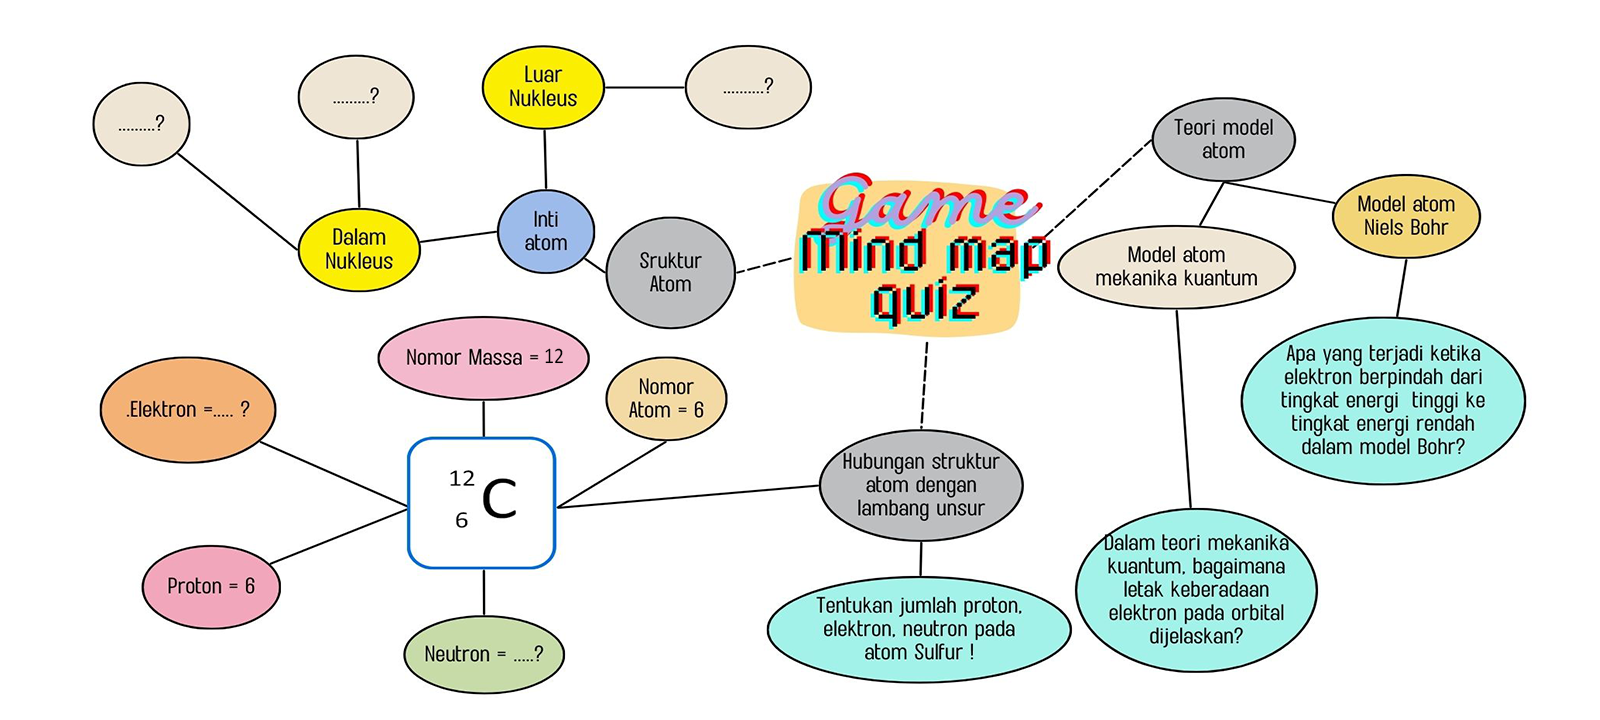 Game
Mind map
quiz
Sruktur
Atom
Inti
atom
Luar
Nukleus
..........?
Dalam
Nukleus
.........?
.........?
Teori model
atom
Model atom
Niels Bohr
Apa yang terjadi ketika
elektron berpindah dari
tingkat energi tinggi ke
tingkat energi rendah
dalam model Bohr?
Model atom
mekanika kuantum
Dalam teori mekanika
kuantum, bagaimana
letak keberadaan
elektron pada orbital
dijelaskan?
Hubungan struktur
atom dengan
lambang unsur
Tentukan jumlah proton,
elektron, neutron pada
atom Sulfur !
Nomor Massa = 12
Nomor
Atom = 6
.Elektron =..... ?
12
6
C
Proton = 6
Neutron = .....?